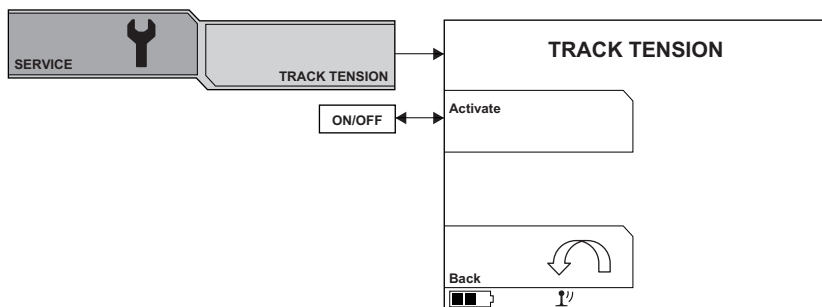 SERVICE
TRACK TENSION
TRACK TENSION
ON/OFF
Activate
Back